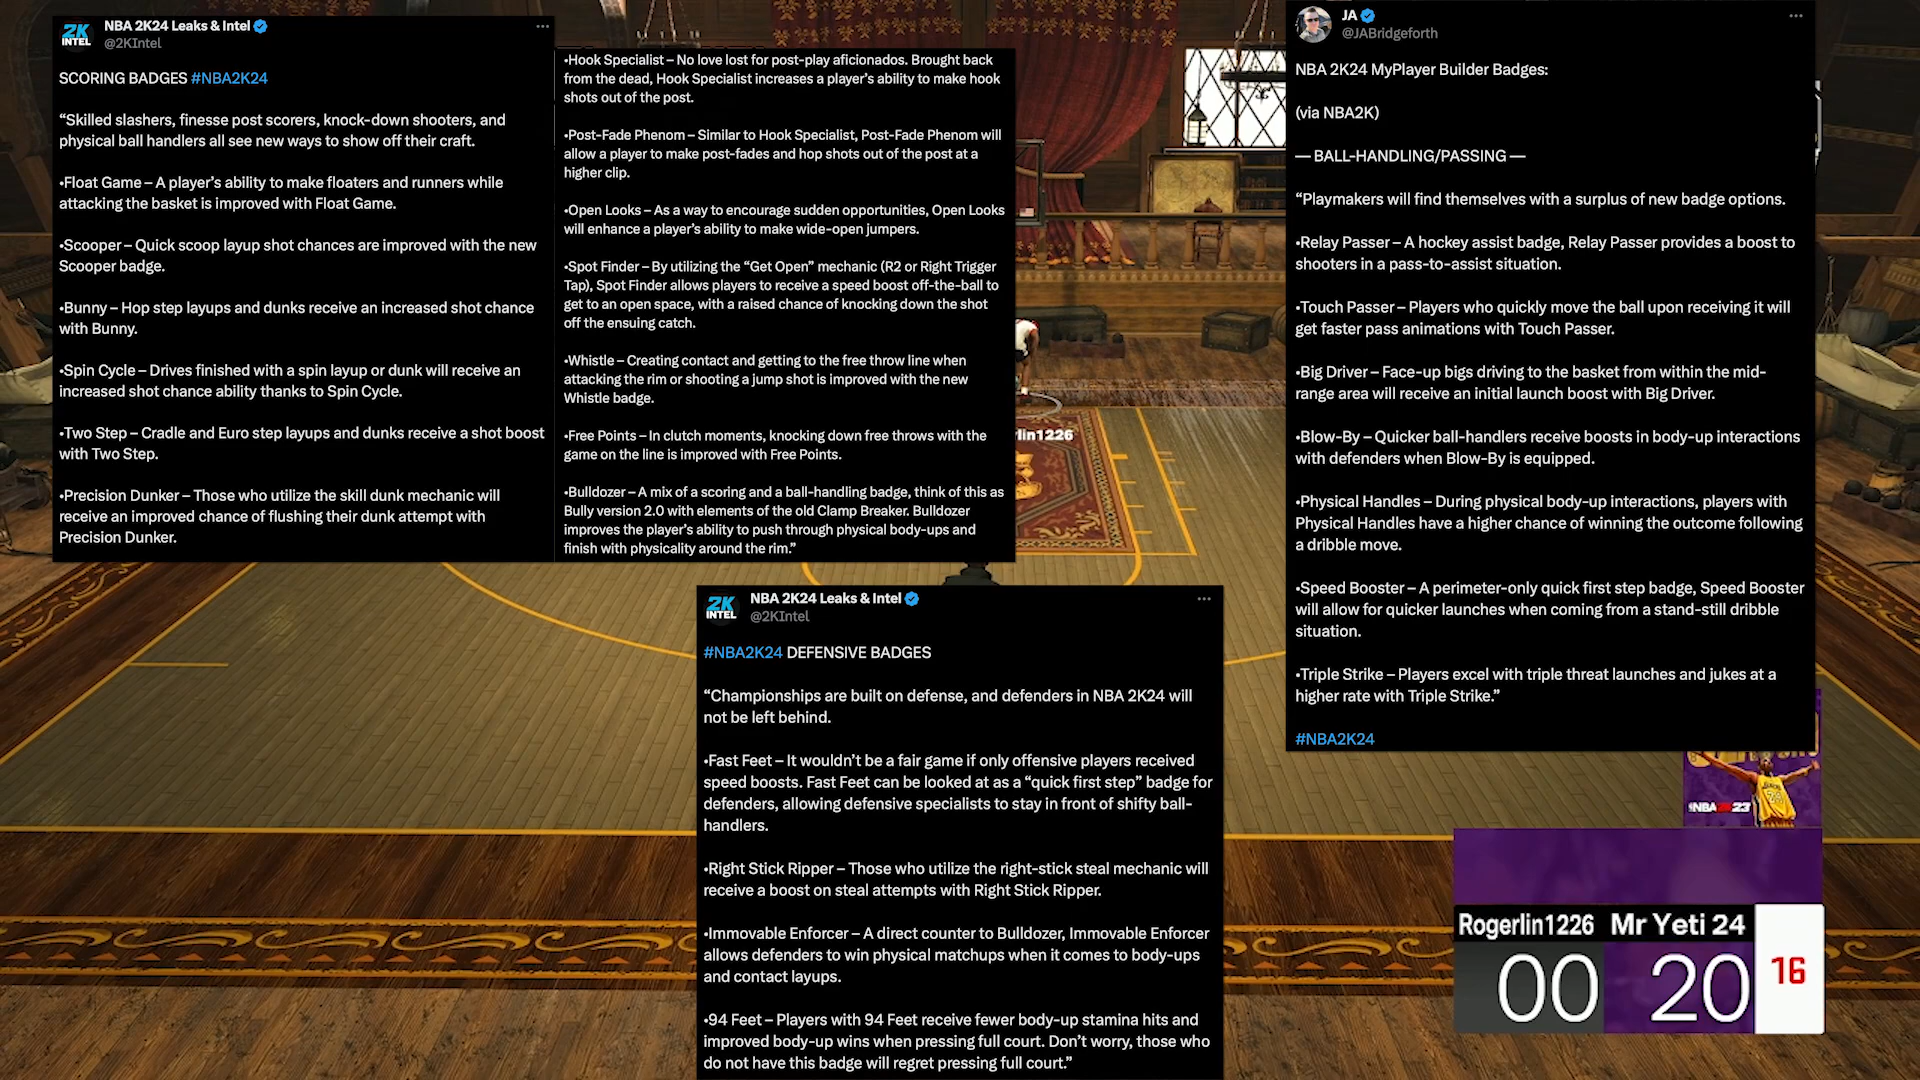 2K
INTEL
NBA 2K24 Leaks & Intel
@2KIntel
SCORING BADGES #NBA2K24
“Skilled slashers, finesse post scorers, knock-down shooters, and
physical ball handlers all see new ways to show off their craft.
•Float Game – A player’s ability to make floaters and runners while
attacking the basket is improved with Float Game.
•Scooper – Quick scoop layup shot chances are improved with the new
Scooper badge.
•Bunny – Hop step layups and dunks receive an increased shot chance
with Bunny.
•Spin Cycle – Drives finished with a spin layup or dunk will receive an
increased shot chance ability thanks to Spin Cycle.
•Two Step – Cradle and Euro step layups and dunks receive a shot boost
with Two Step.
•Precision Dunker – Those who utilize the skill dunk mechanic will
receive an improved chance of flushing their dunk attempt with
Precision Dunker.
•Hook Specialist – No love lost for post-play aficionados. Brought back
from the dead, Hook Specialist increases a player’s ability to make hook
shots out of the post.
•Post-Fade Phenom – Similar to Hook Specialist, Post-Fade Phenom will
allow a player to make post-fades and hop shots out of the post at a
higher clip.
•Open Looks – As a way to encourage sudden opportunities, Open Looks
will enhance a player’s ability to make wide-open jumpers.
•Spot Finder – By utilizing the “Get Open” mechanic (R2 or Right Trigger
Tap), Spot Finder allows players to receive a speed boost off-the-ball to
get to an open space, with a raised chance of knocking down the shot
off the ensuing catch.
•Whistle – Creating contact and getting to the free throw line when
attacking the rim or shooting a jump shot is improved with the new
Whistle badge.
•Free Points – In clutch moments, knocking down free throws with the
game on the line is improved with Free Points.
•Bulldozer – A mix of a scoring and a ball-handling badge, think of this as
Bully version 2.0 with elements of the old Clamp Breaker. Bulldozer
improves the player’s ability to push through physical body-ups and
finish with physicality around the rim.”
JA
@JABridgeforth
NBA 2K24 MyPlayer Builder Badges:
(via NBA2K)
— BALL-HANDLING/PASSING —
“Playmakers will find themselves with a surplus of new badge options.
•Relay Passer – A hockey assist badge, Relay Passer provides a boost to
shooters in a pass-to-assist situation.
•Touch Passer – Players who quickly move the ball upon receiving it will
get faster pass animations with Touch Passer.
•Big Driver – Face-up bigs driving to the basket from within the mid-
range area will receive an initial launch boost with Big Driver.
•Blow-By – Quicker ball-handlers receive boosts in body-up interactions
with defenders when Blow-By is equipped.
•Physical Handles – During physical body-up interactions, players with
Physical Handles have a higher chance of winning the outcome following
a dribble move.
•Speed Booster – A perimeter-only quick first step badge, Speed Booster
will allow for quicker launches when coming from a stand-still dribble
situation.
•Triple Strike – Players excel with triple threat launches and jukes at a
higher rate with Triple Strike.”
#NBA2K24
lin1226
2K
INTEL
NBA 2K24 Leaks & Intel
@2KIntel
#NBA2K24 DEFENSIVE BADGES
“Championships are built on defense, and defenders in NBA 2K24 will
not be left behind.
•Fast Feet – It wouldn’t be a fair game if only offensive players received
speed boosts. Fast Feet can be looked at as a “quick first step” badge for
defenders, allowing defensive specialists to stay in front of shifty ball-
handlers.
•Right Stick Ripper – Those who utilize the right-stick steal mechanic will
receive a boost on steal attempts with Right Stick Ripper.
•Immovable Enforcer – A direct counter to Bulldozer, Immovable Enforcer
allows defenders to win physical matchups when it comes to body-ups
and contact layups.
•94 Feet – Players with 94 Feet receive fewer body-up stamina hits and
improved body-up wins when pressing full court. Don’t worry, those who
do not have this badge will regret pressing full court.”
NBA 2K23
Rogerlin1226 Mr Yeti 24
00 20 16